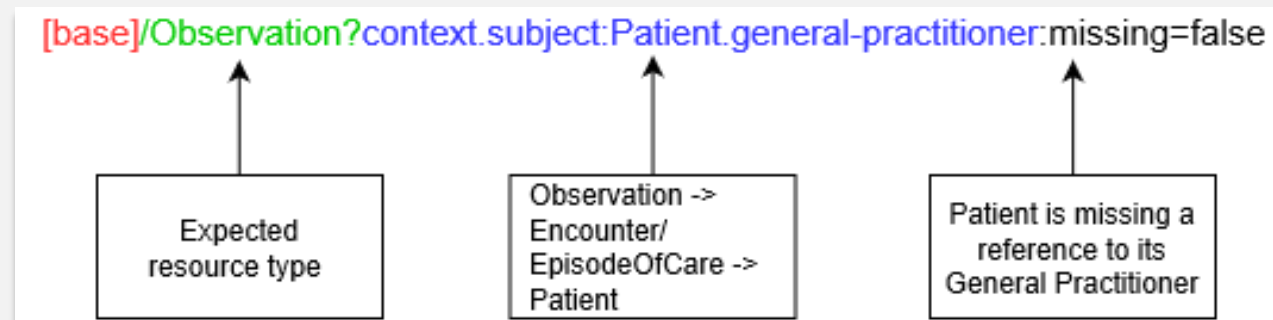 [base]/Observation?context.subject:Patient.general-practitioner:missing=false
Expected
resource type
Observation ->
Encounter/
EpisodeOfCare ->
Patient
Patient is missing a
reference to its
General Practitioner